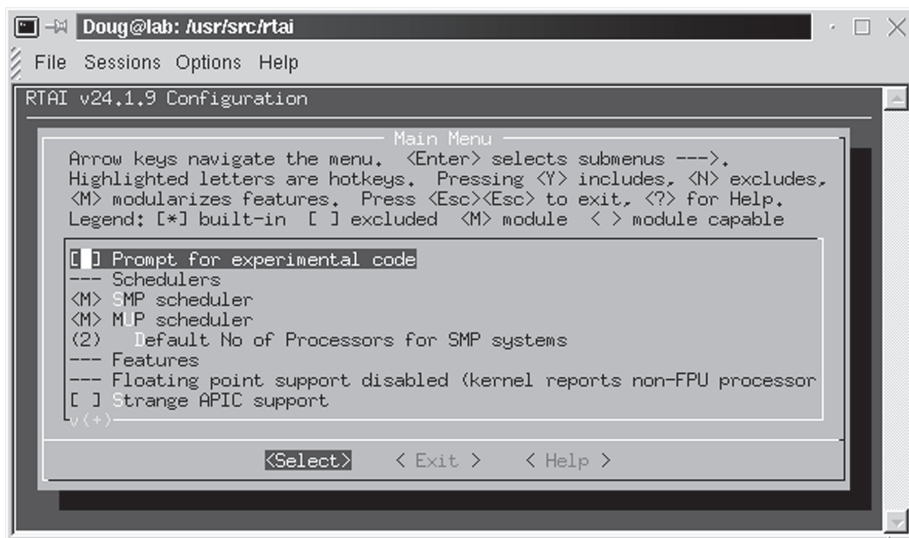 Doug@lab: /usr/src/rtai
File Sessions Options Help
RTAI v24.1.9 Configuration
Main Menu
Arrow keys navigate the menu. <Enter> selects submenus --->.
Highlighted letters are hotkeys. Pressing <Y> includes, <N> excludes,
<M> modularizes features. Press <Esc><Esc> to exit, <?> for Help.
Legend: [*] built-in [ ] excluded <M> module < > module capable
[ ] Prompt for experimental code
--- Schedulers
<M> SMP scheduler
<M> MUP scheduler
(2) Default No of Processors for SMP systems
--- Features
--- Floating point support disabled (kernel reports non-FPU processor
[ ] Strange APIC support
v(+)
<Select> < Exit > < Help >